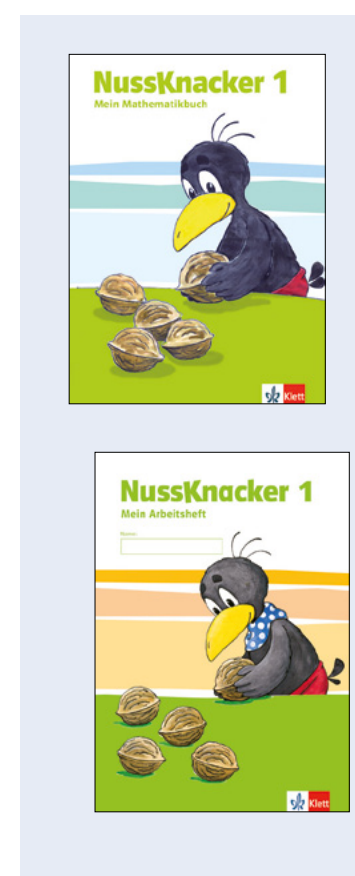 NussKnacker 1
Mein Mathematikbuch
Klett
NussKnacker 1
Mein Arbeitsheft
Name:
Klett